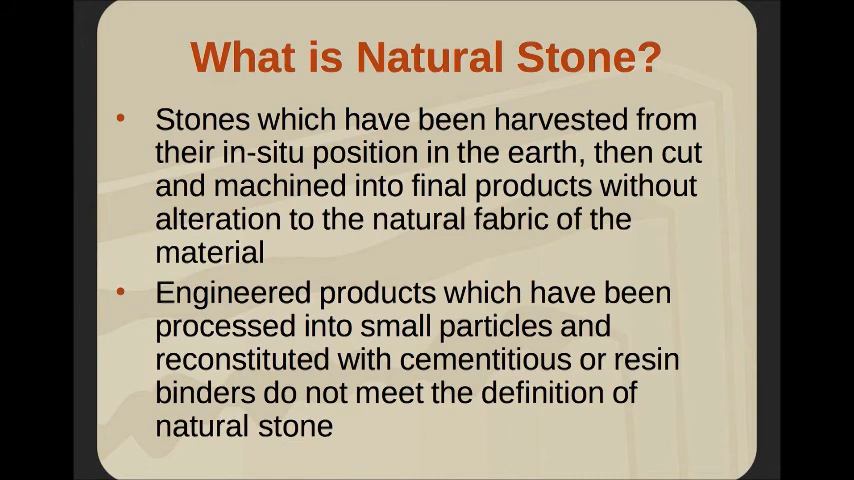 What is Natural Stone?
• Stones which have been harvested from
their in-situ position in the earth, then cut
and machined into final products without
alteration to the natural fabric of the
material
• Engineered products which have been
processed into small particles and
reconstituted with cementitious or resin
binders do not meet the definition of
natural stone